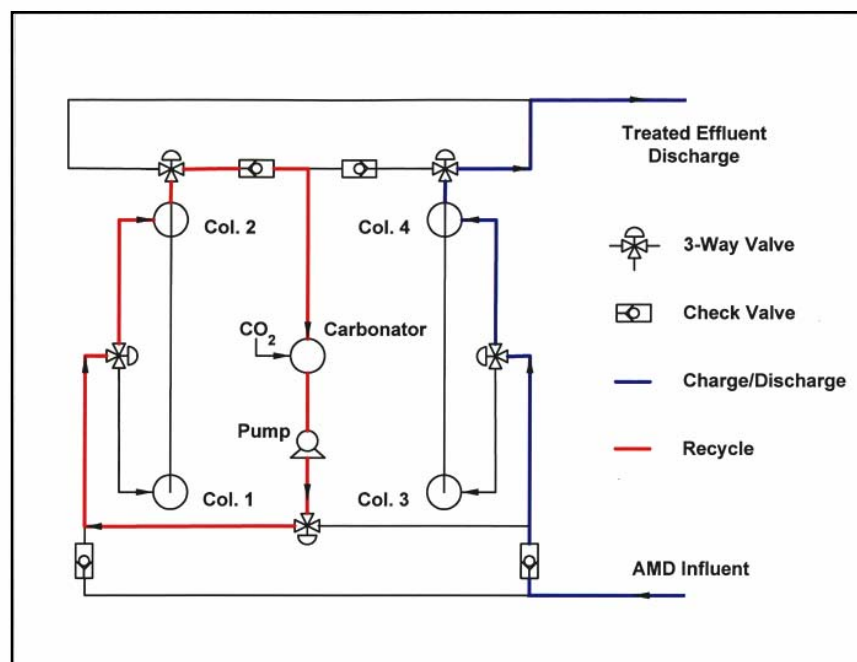 Treated Effluent
Discharge
Col. 2
Col. 4
3-Way Valve
CO2
Carbonator
Check Valve
Charge/Discharge
Pump
Recycle
Col. 1
Col. 3
AMD Influent